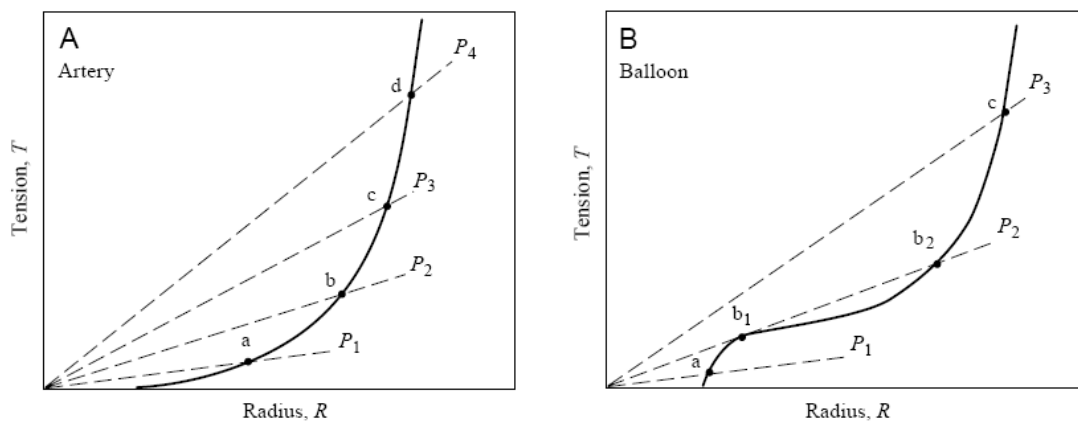 A
Artery
P4
d
P3
c
P2
b
a
P1
Tension, T
Radius, R
B
Balloon
P3
c
b2
P2
b1
P1
a
Tension, T
Radius, R